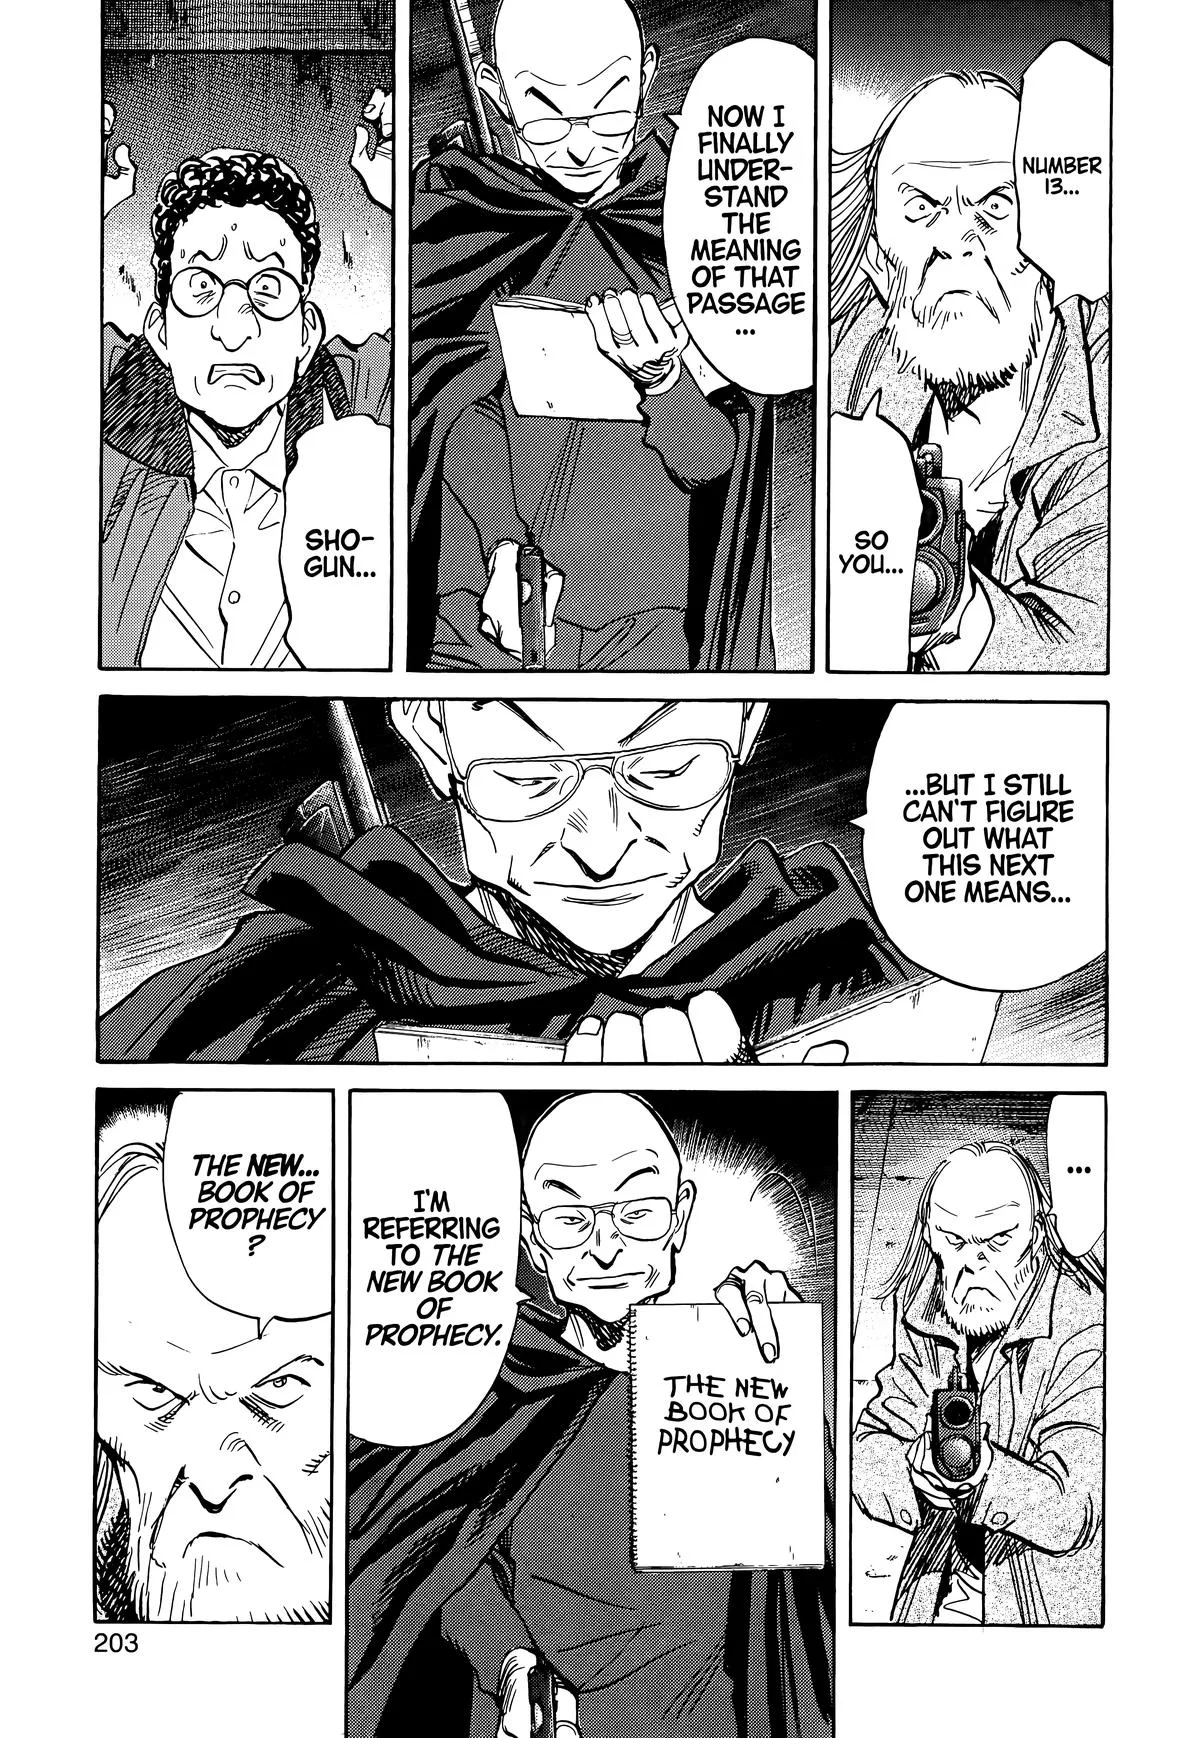 NUMBER
13...
SO
YOU...
NOW I
FINALLY
UNDER-
STAND
THE
MEANING
OF THAT
PASSAGE
...
SHO-
GUN...
...BUT I STILL
CAN'T FIGURE
OUT WHAT
THIS NEXT
ONE MEANS...
...
I'M
REFERRING
TO THE
NEW BOOK
OF
PROPHECY.
THE NEW
BOOK OF
PROPHECY
THE NEW...
BOOK OF
PROPHECY
?
203